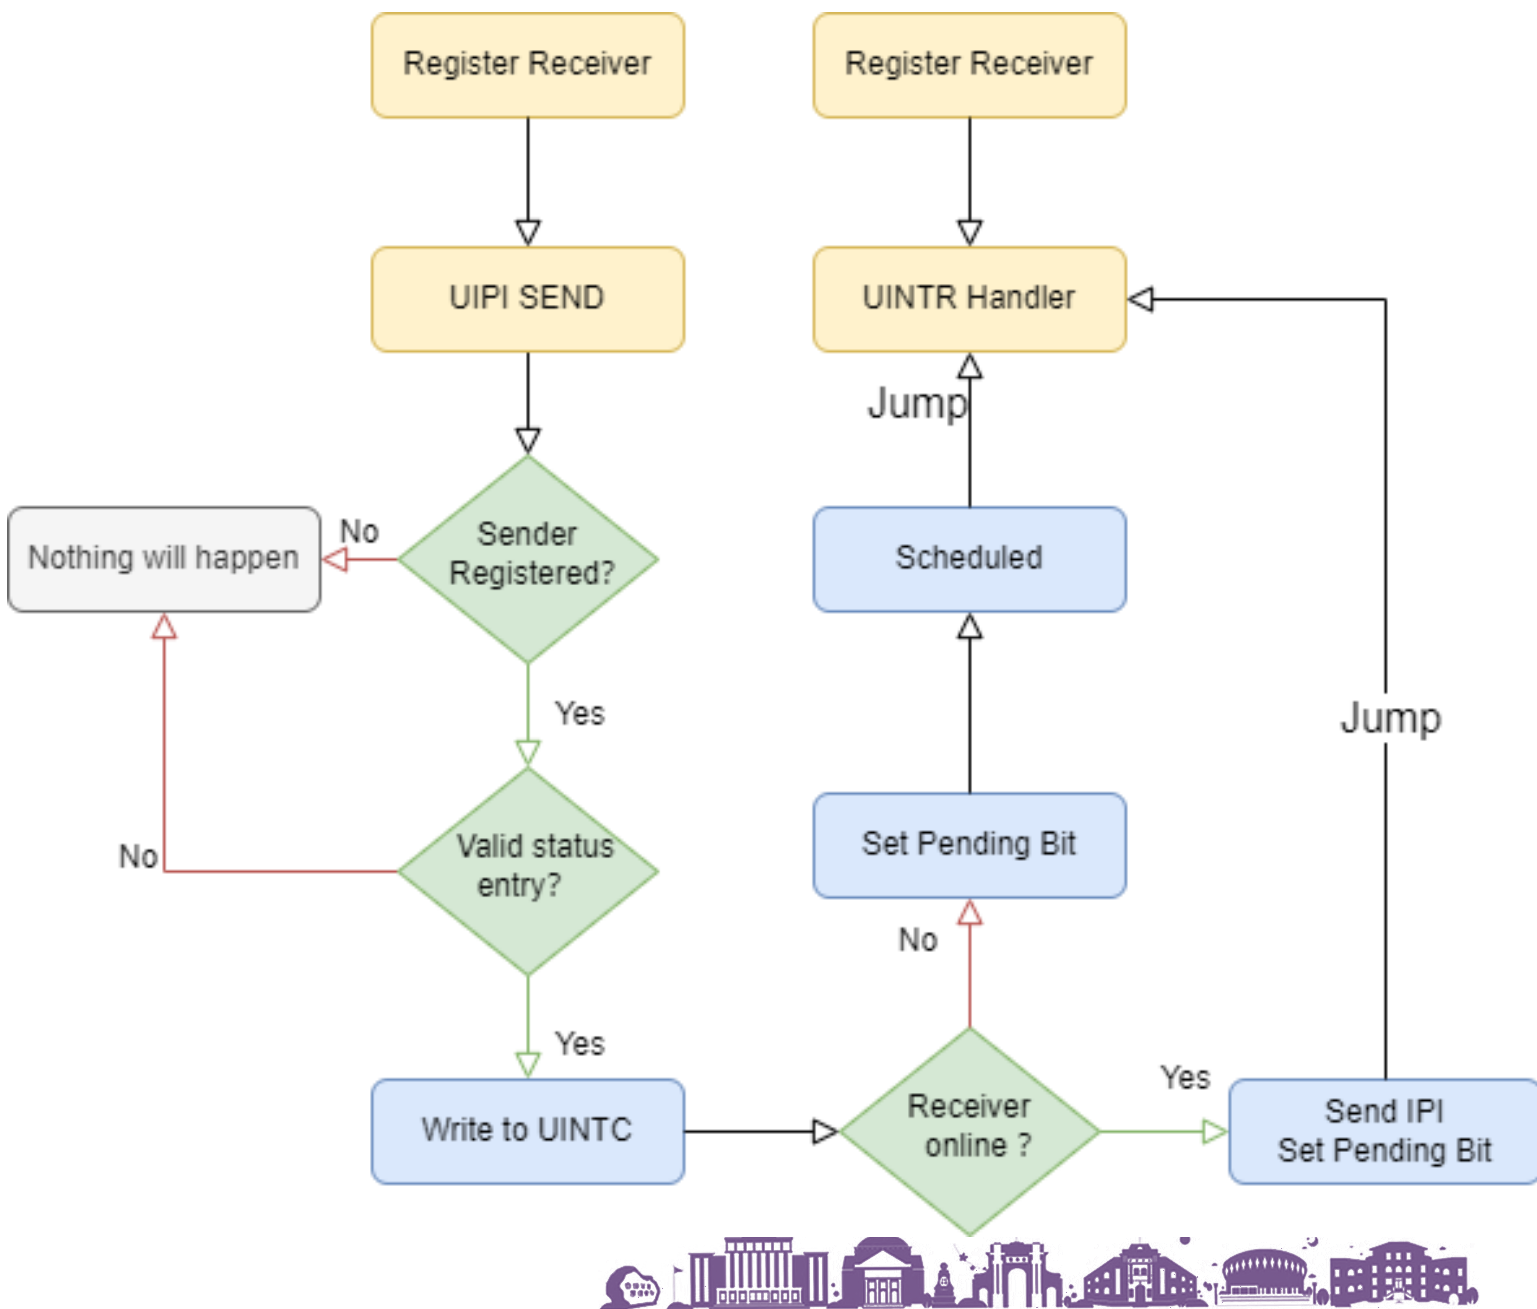 Register Receiver
Register Receiver
UIPI SEND
UINTR Handler
Jump
Nothing will happen
No
Sender
Registered?
Scheduled
Yes
Jump
No
Valid status
entry?
Set Pending Bit
No
Yes
Write to UINTC
Receiver
online ?
Yes
Send IPI
Set Pending Bit